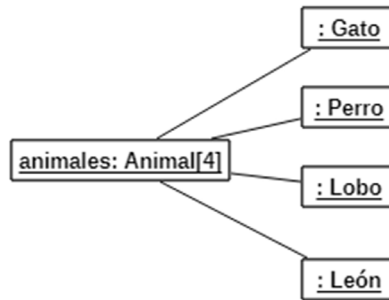 : Gato
: Perro
animales: Animal[4]
: Lobo
: León